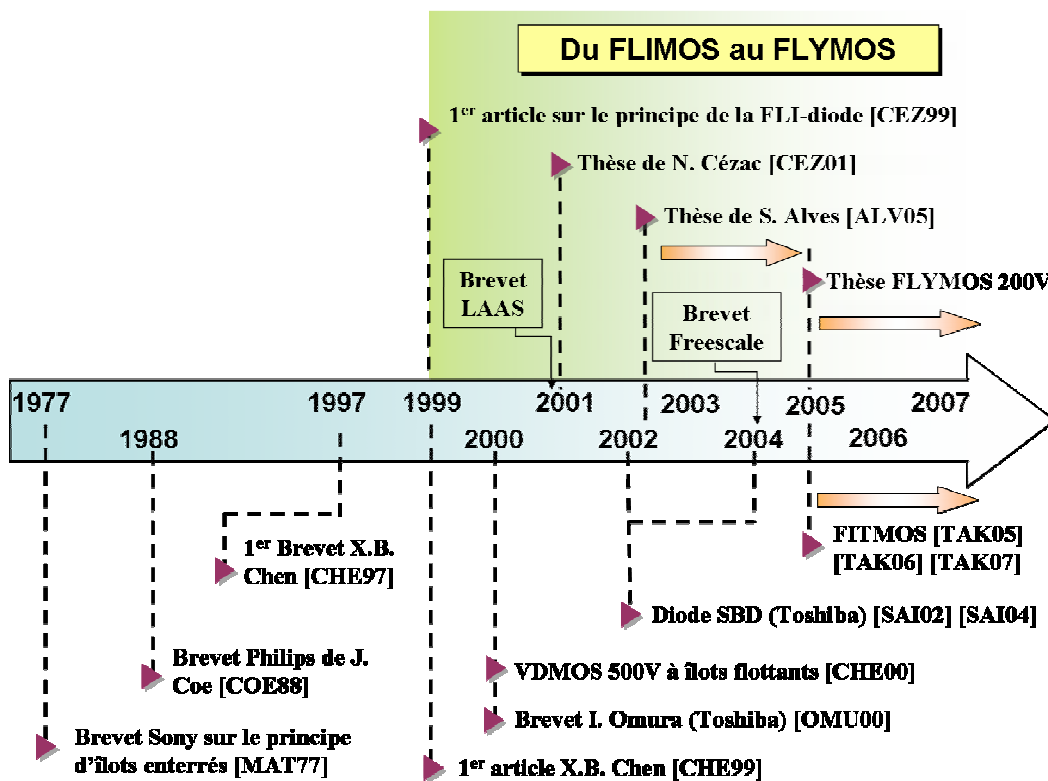 Du FLIMOS au FLYMOS
1er article sur le principe de la FLI-diode [CEZ99]
Thèse de N. Cézac [CEZ01]
Thèse de S. Alves [ALV05]
Brevet
LAAS
Thèse FLYMOS 200V
Brevet
Freescale
1977
1997
1999
2001
2003
2005
2007
1988
2000
2002
2004
2006
1er Brevet X.B.
Chen [CHE97]
FITMOS [TAK05]
[TAK06] [TAK07]
Diode SBD (Toshiba) [SAI02] [SAI04]
Brevet Philips de J.
Coe [COE88]
VDMOS 500V à îlots flottants [CHE00]
Brevet I. Omura (Toshiba) [OMU00]
Brevet Sony sur le principe
d'îlots enterrés [MAT77]
1er article X.B. Chen [CHE99]